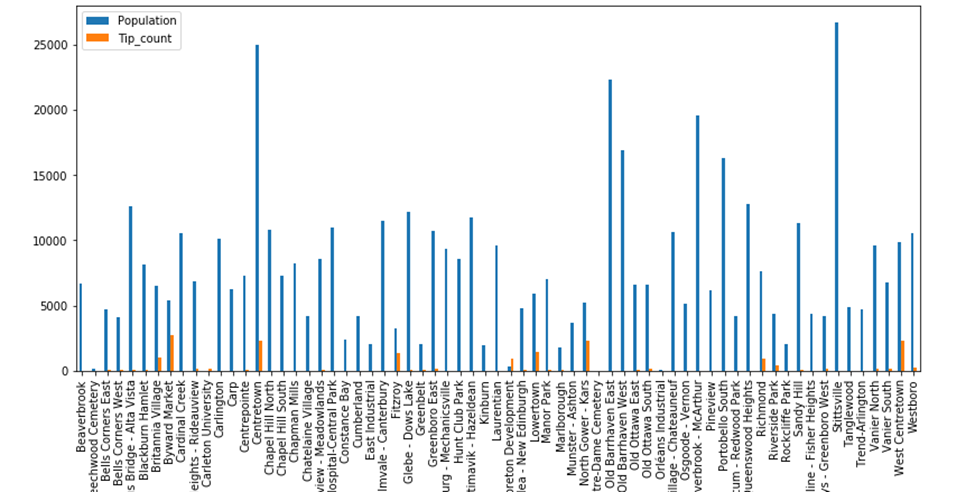 Population
Tip_count
25000
20000
15000
10000
5000
0
Beaverbrook
eechwood Cemetery
Bells Corners East
Bells Corners West
s Bridge - Alta Vista
Blackburn Hamlet
Britannia Village
Byward Market
Cardinal Creek
eights - Rideauview
Carleton University
Carlington
Carp
Centrepointe
Centretown
Chapel Hill North
Chapel Hill South
Chapman Mills
Chatelaine Village
view - Meadowlands
Hospital-Central Park
Constance Bay
Cumberland
East Industrial
lmvale - Canterbury
Fitzroy
Glebe - Dows Lake
Greenbelt
Greenboro East
urg - Mechanicsville
Hunt Club Park
timavik - Hazeldean
Kinburn
Laurentian
preton Development
lea - New Edinburgh
Lowertown
Manor Park
Marlborough
Munster - Ashton
North Gower - Kars
tre-Dame Cemetery
Old Barrhaven East
Old Barrhaven West
Old Ottawa East
Old Ottawa South
Orléans Industrial
illage - Chateauneuf
Osgoode - Vernon
verbrook - McArthur
Pineview
Portobello South
um - Redwood Park
Queenswood Heights
Richmond
Riverside Park
Rockcliffe Park
Sandy Hill
line - Fisher Heights
ys - Greenboro West
Stittsville
Tanglewood
Trend-Arlington
Vanier North
Vanier South
West Centretown
Westboro